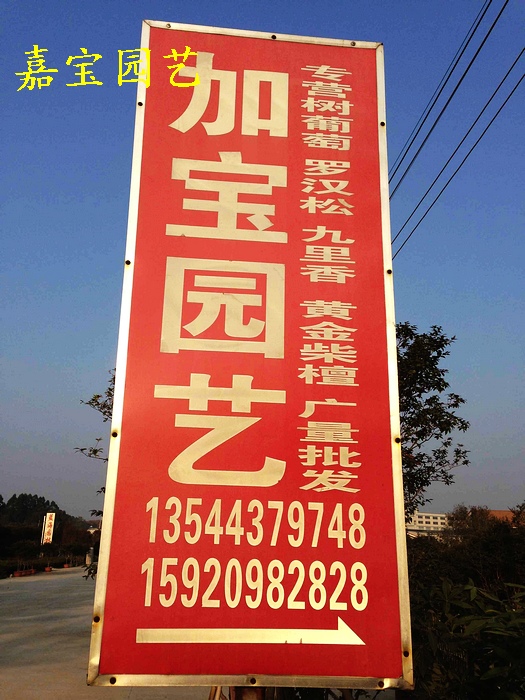 嘉宝园艺
加宝园艺
专营树葡萄 罗汉松 九里香 黄金柴檀 广量批发
13544379748
15920982828